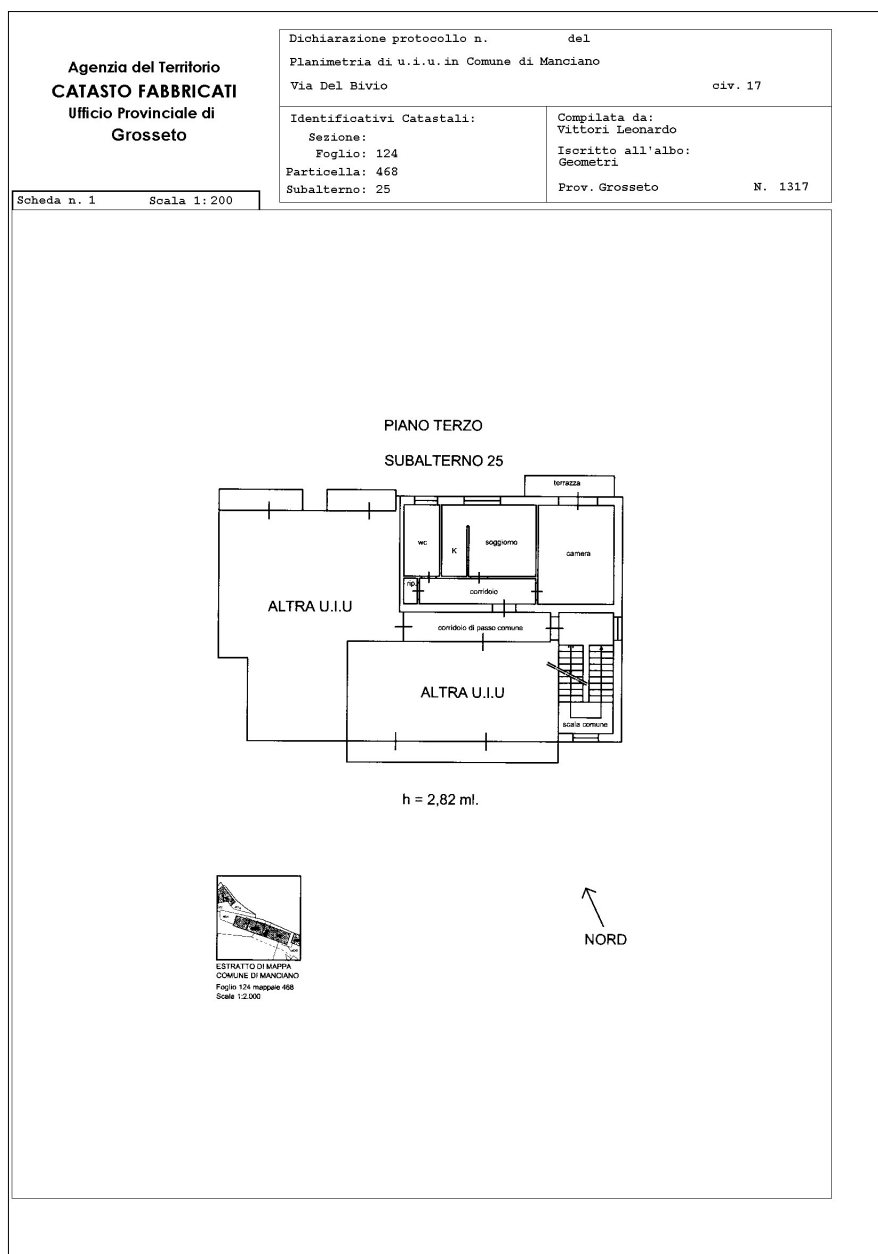 Agenzia del Territorio
CATASTO FABBRICATI
Ufficio Provinciale di
Grosseto
Dichiarazione protocollo n. del
Planimetria di u.i.u. in Comune di Manciano
Via Del Bivio civ. 17
Identificativi Catastali:
Sezione:
Foglio: 124
Particella: 468
Subalterno: 25
Compilata da:
Vittori Leonardo
Iscritto all'albo:
Geometri
Prov. Grosseto N. 1317
Scheda n. 1 Scala 1:200
PIANO TERZO
SUBALTERNO 25
terrazza
wc
K
soggiorno
camera
rip.
corridoio
ALTRA U.I.U
corridoio di passo comune
ALTRA U.I.U
scala comune
h = 2,82 ml.
NORD
ESTRATTO DI MAPPA
COMUNE DI MANCIANO
Foglio 124 mappale 468
Scala 1:2.000